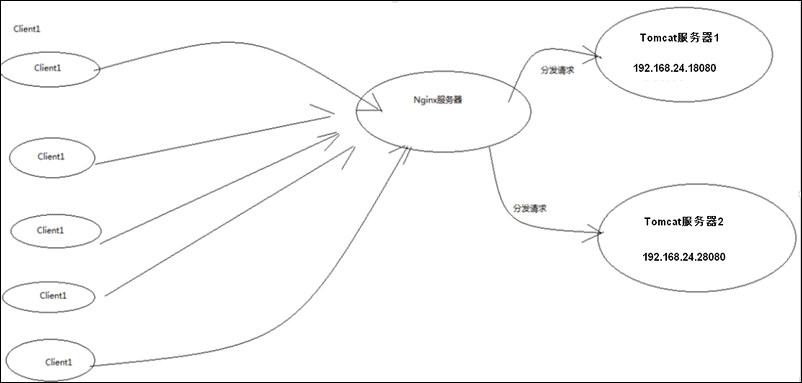 Client1
Client1
Client1
Client1
Client1
Client1
Nginx服务器
分发请求
分发请求
Tomcat服务器1
192.168.24.18080
Tomcat服务器2
192.168.24.28080